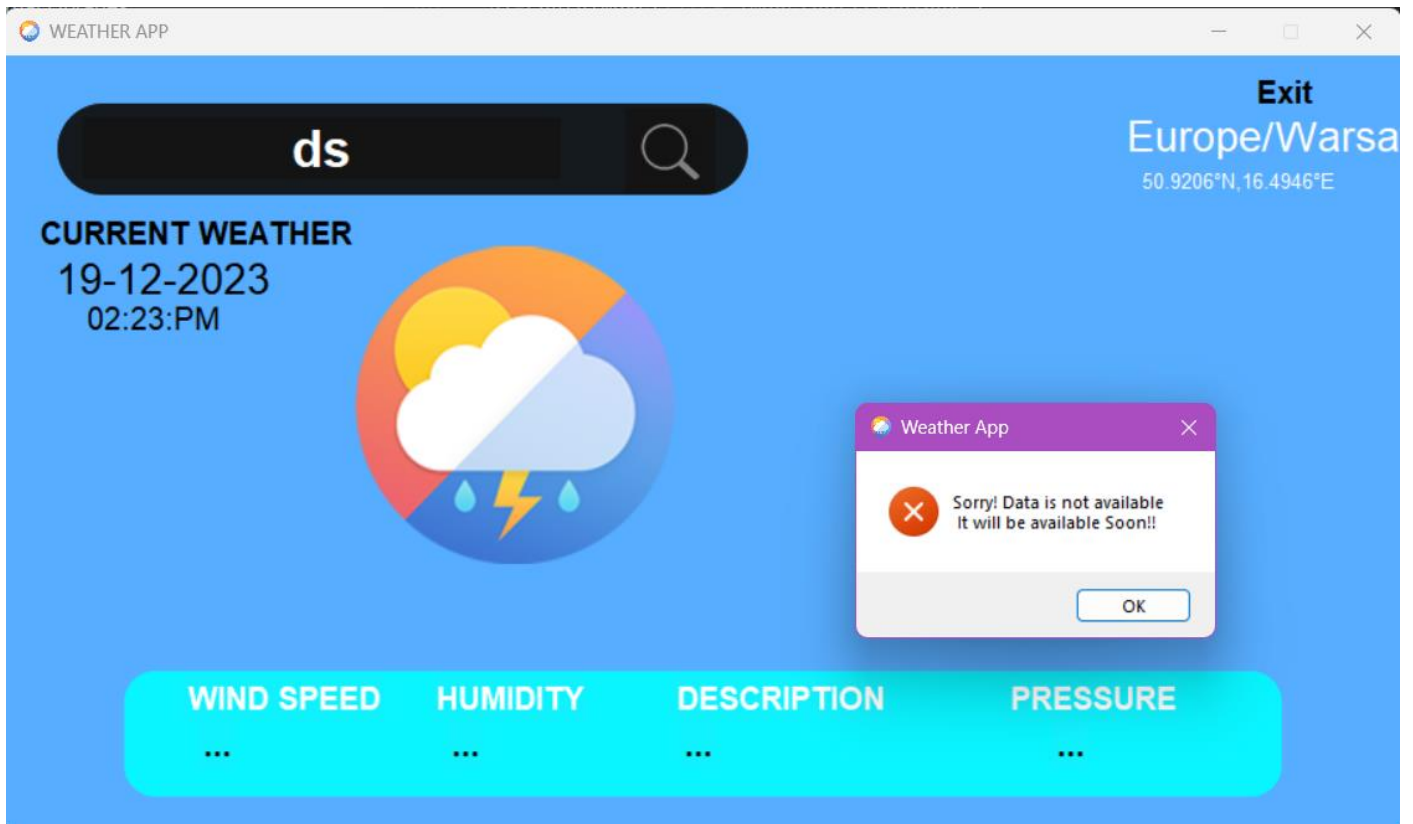 WEATHER APP
Exit
ds
Europe/Warsa
50.9206°N,16.4946°E
CURRENT WEATHER
19-12-2023
02:23:PM
Weather App
Sorry! Data is not available
It will be available Soon!!
OK
WIND SPEED HUMIDITY DESCRIPTION PRESSURE
... ... ... ...